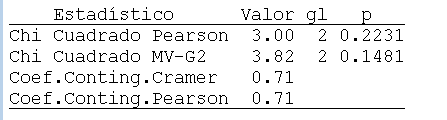 Estadístico Valor gl p
Chi Cuadrado Pearson 3.00 2 0.2231
Chi Cuadrado MV-G2 3.82 2 0.1481
Coef.Conting.Cramer 0.71
Coef.Conting.Pearson 0.71